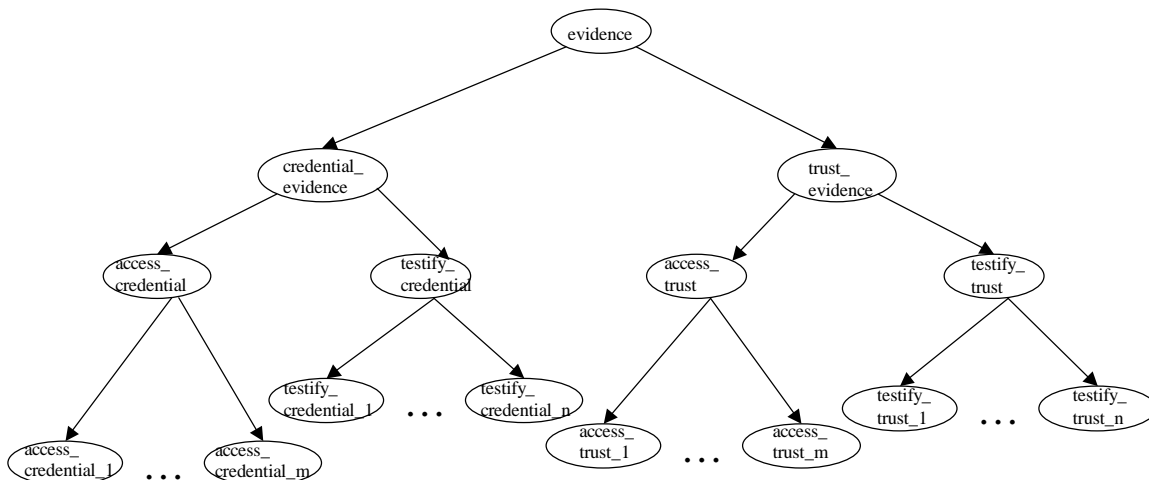 evidence
credential_
evidence
trust_
evidence
access_
credential
testify_
credential
access_
trust
testify_
trust
testify_
credential_1
...
testify_
credential_n
testify_
trust_1
...
testify_
trust_n
access_
credential_1
...
access_
credential_m
access_
trust_1
...
access_
trust_m